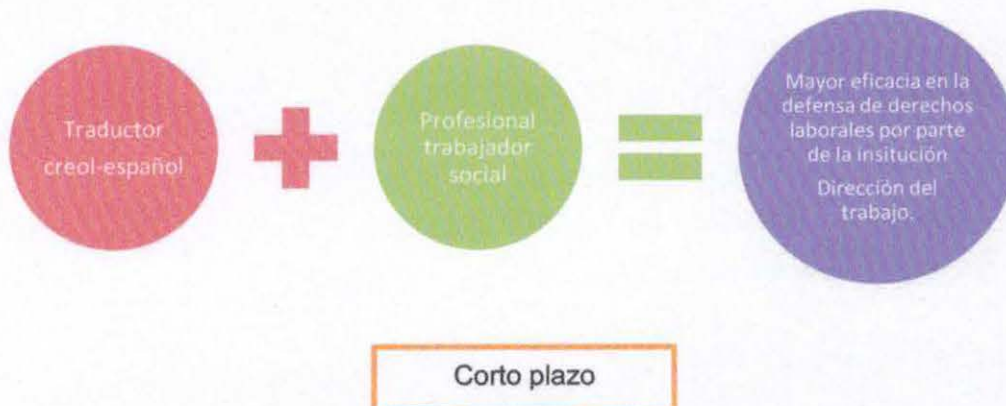 Traductor
creol-español
Profesional
trabajador
social
Mayor eficacia en la
defensa de derechos
laborales por parte
de la insitución
Dirección del
trabajo.
Corto plazo